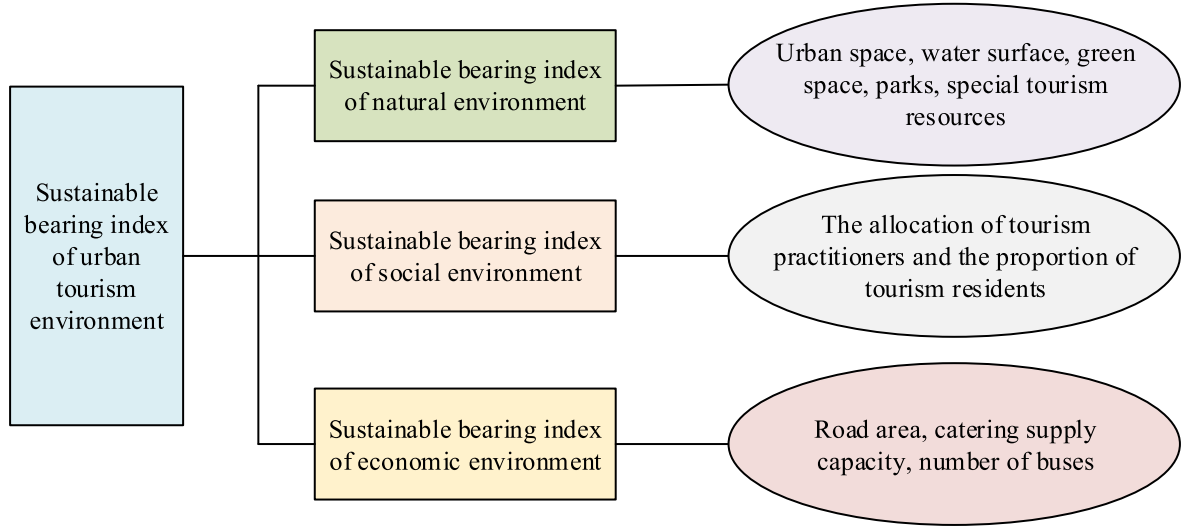 Sustainable
bearing index
of urban
tourism
environment
Sustainable bearing index
of natural environment
Urban space, water surface, green
space, parks, special tourism
resources
Sustainable bearing index
of social environment
The allocation of tourism
practitioners and the proportion of
tourism residents
Sustainable bearing index
of economic environment
Road area, catering supply
capacity, number of buses